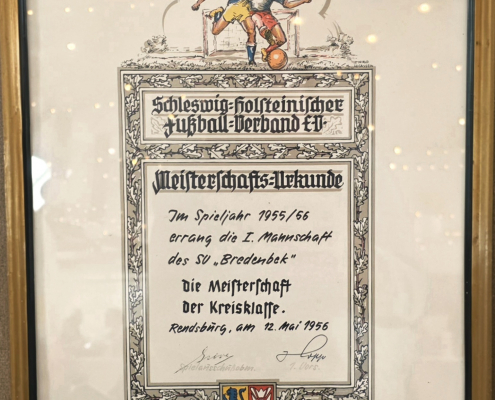 Schleswig-Holsteinischer
Fußball-Verband E.V.
Meisterschafts-Urkunde
Im Spieljahr 1955/56
errang die I. Mannschaft
des SV „Bredenbek“
die Meisterschaft
der Kreisklasse.
Rendsburg, am 12. Mai 1956